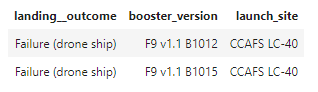 landing__outcome booster_version launch_site
Failure (drone ship) F9 v1.1 B1012 CCAFS LC-40
Failure (drone ship) F9 v1.1 B1015 CCAFS LC-40